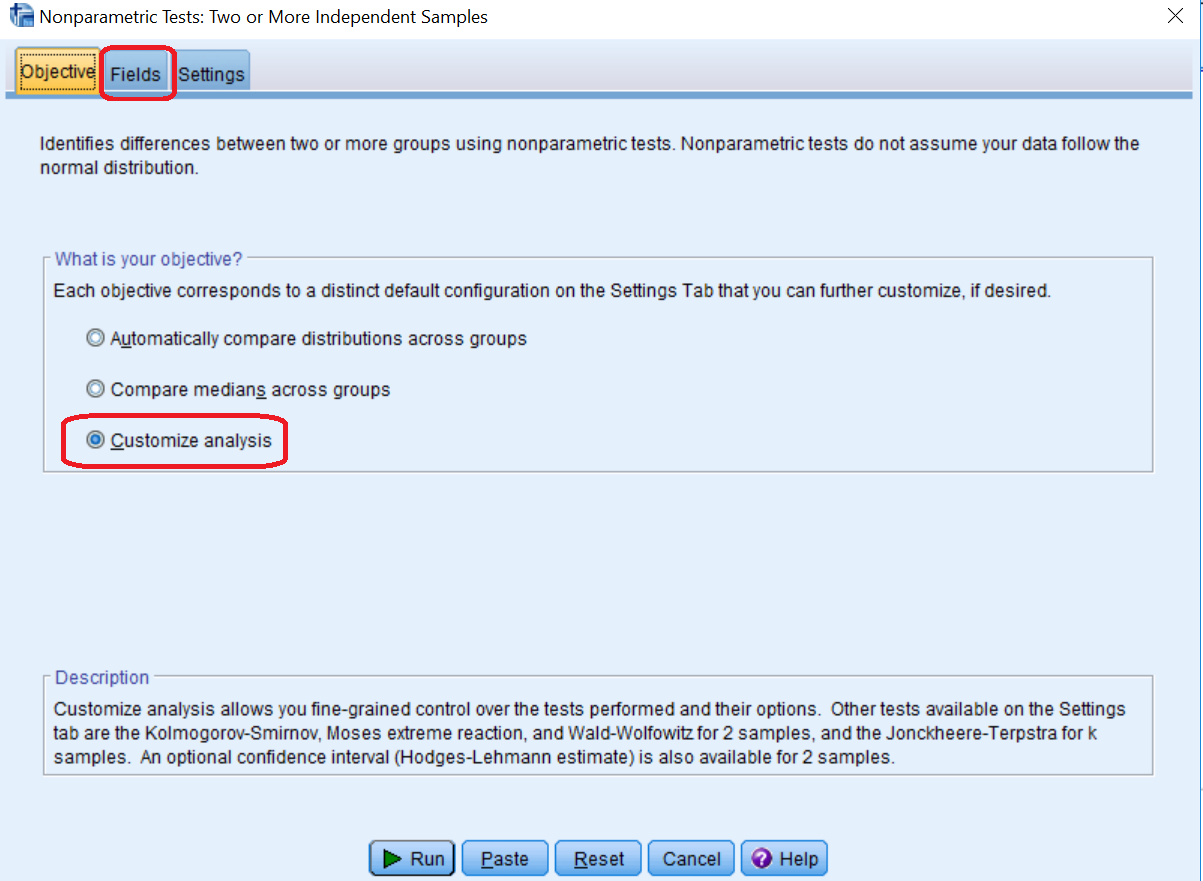 Nonparametric Tests: Two or More Independent Samples
Objective Fields Settings
Identifies differences between two or more groups using nonparametric tests. Nonparametric tests do not assume your data follow the
normal distribution.
What is your objective?
Each objective corresponds to a distinct default configuration on the Settings Tab that you can further customize, if desired.
Automatically compare distributions across groups
Compare medians across groups
Customize analysis
Description
Customize analysis allows you fine-grained control over the tests performed and their options. Other tests available on the Settings
tab are the Kolmogorov-Smirnov, Moses extreme reaction, and Wald-Wolfowitz for 2 samples, and the Jonckheere-Terpstra for k
samples. An optional confidence interval (Hodges-Lehmann estimate) is also available for 2 samples.
Run Paste Reset Cancel Help